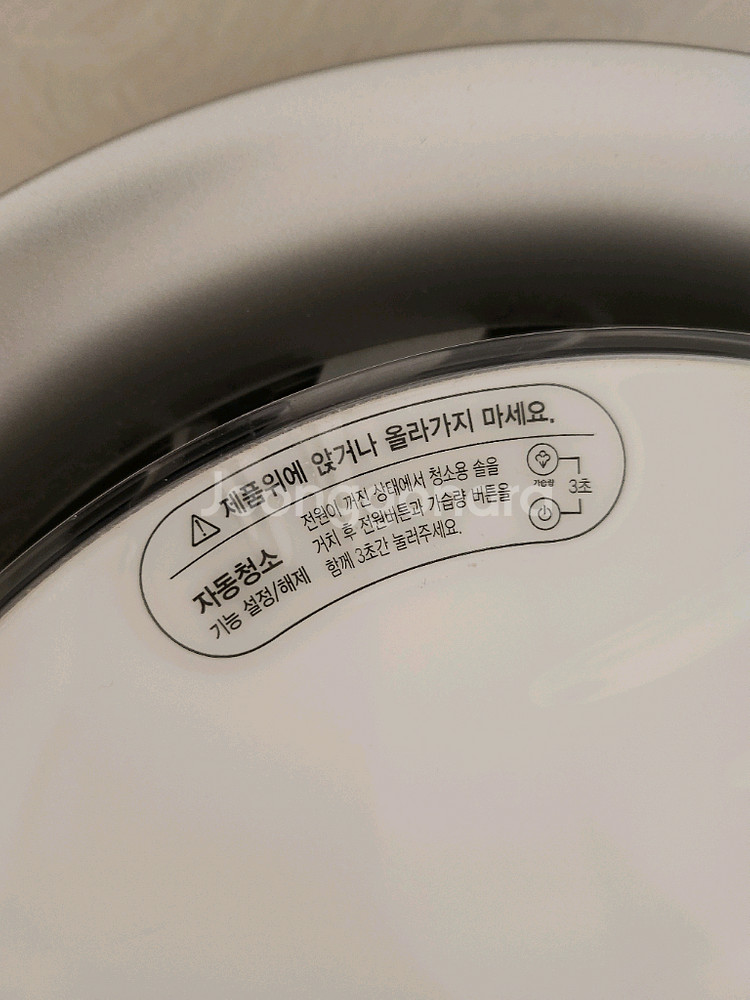 제품위에 앉거나 올라가지 마세요.
자동청소
기능 설정/해제
전원이 꺼진 상태에서 청소용 솔을
거치 후 전원버튼과 가습량 버튼을
함께 3초간 눌러주세요.
가습량
3초
Joonggonara